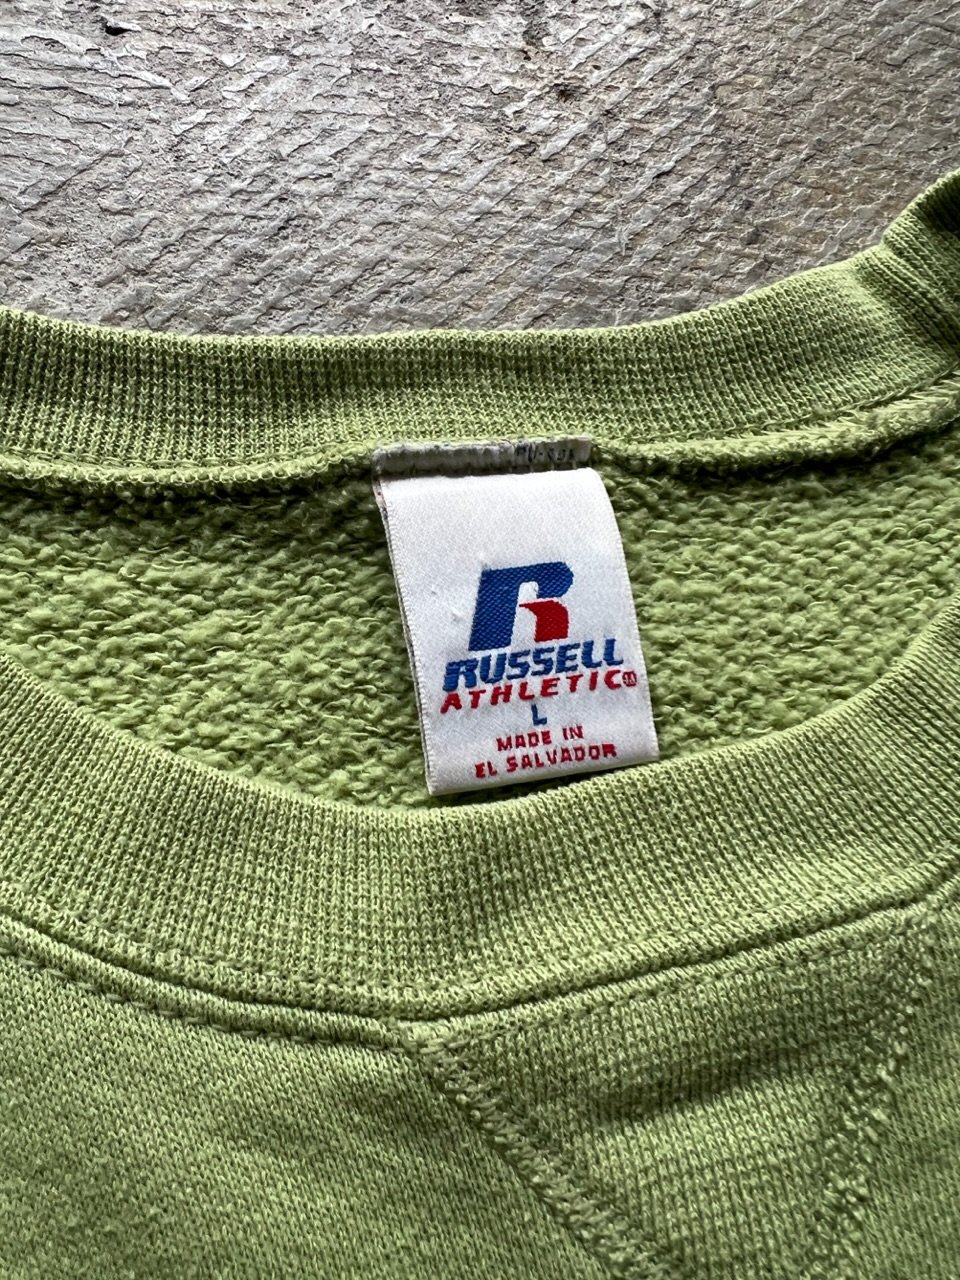 R
RUSSELL
ATHLETIC
L
MADE IN
EL SALVADOR